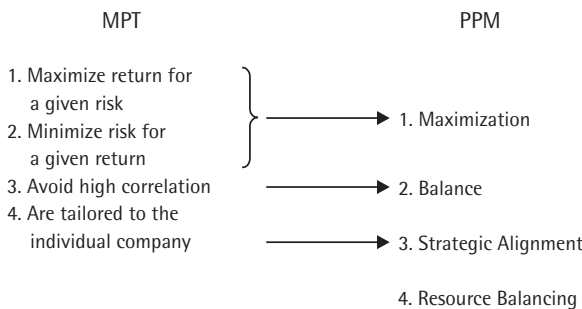 MPT
PPM
1. Maximize return for
a given risk
2. Minimize risk for
a given return
3. Avoid high correlation
4. Are tailored to the
individual company
1. Maximization
2. Balance
3. Strategic Alignment
4. Resource Balancing